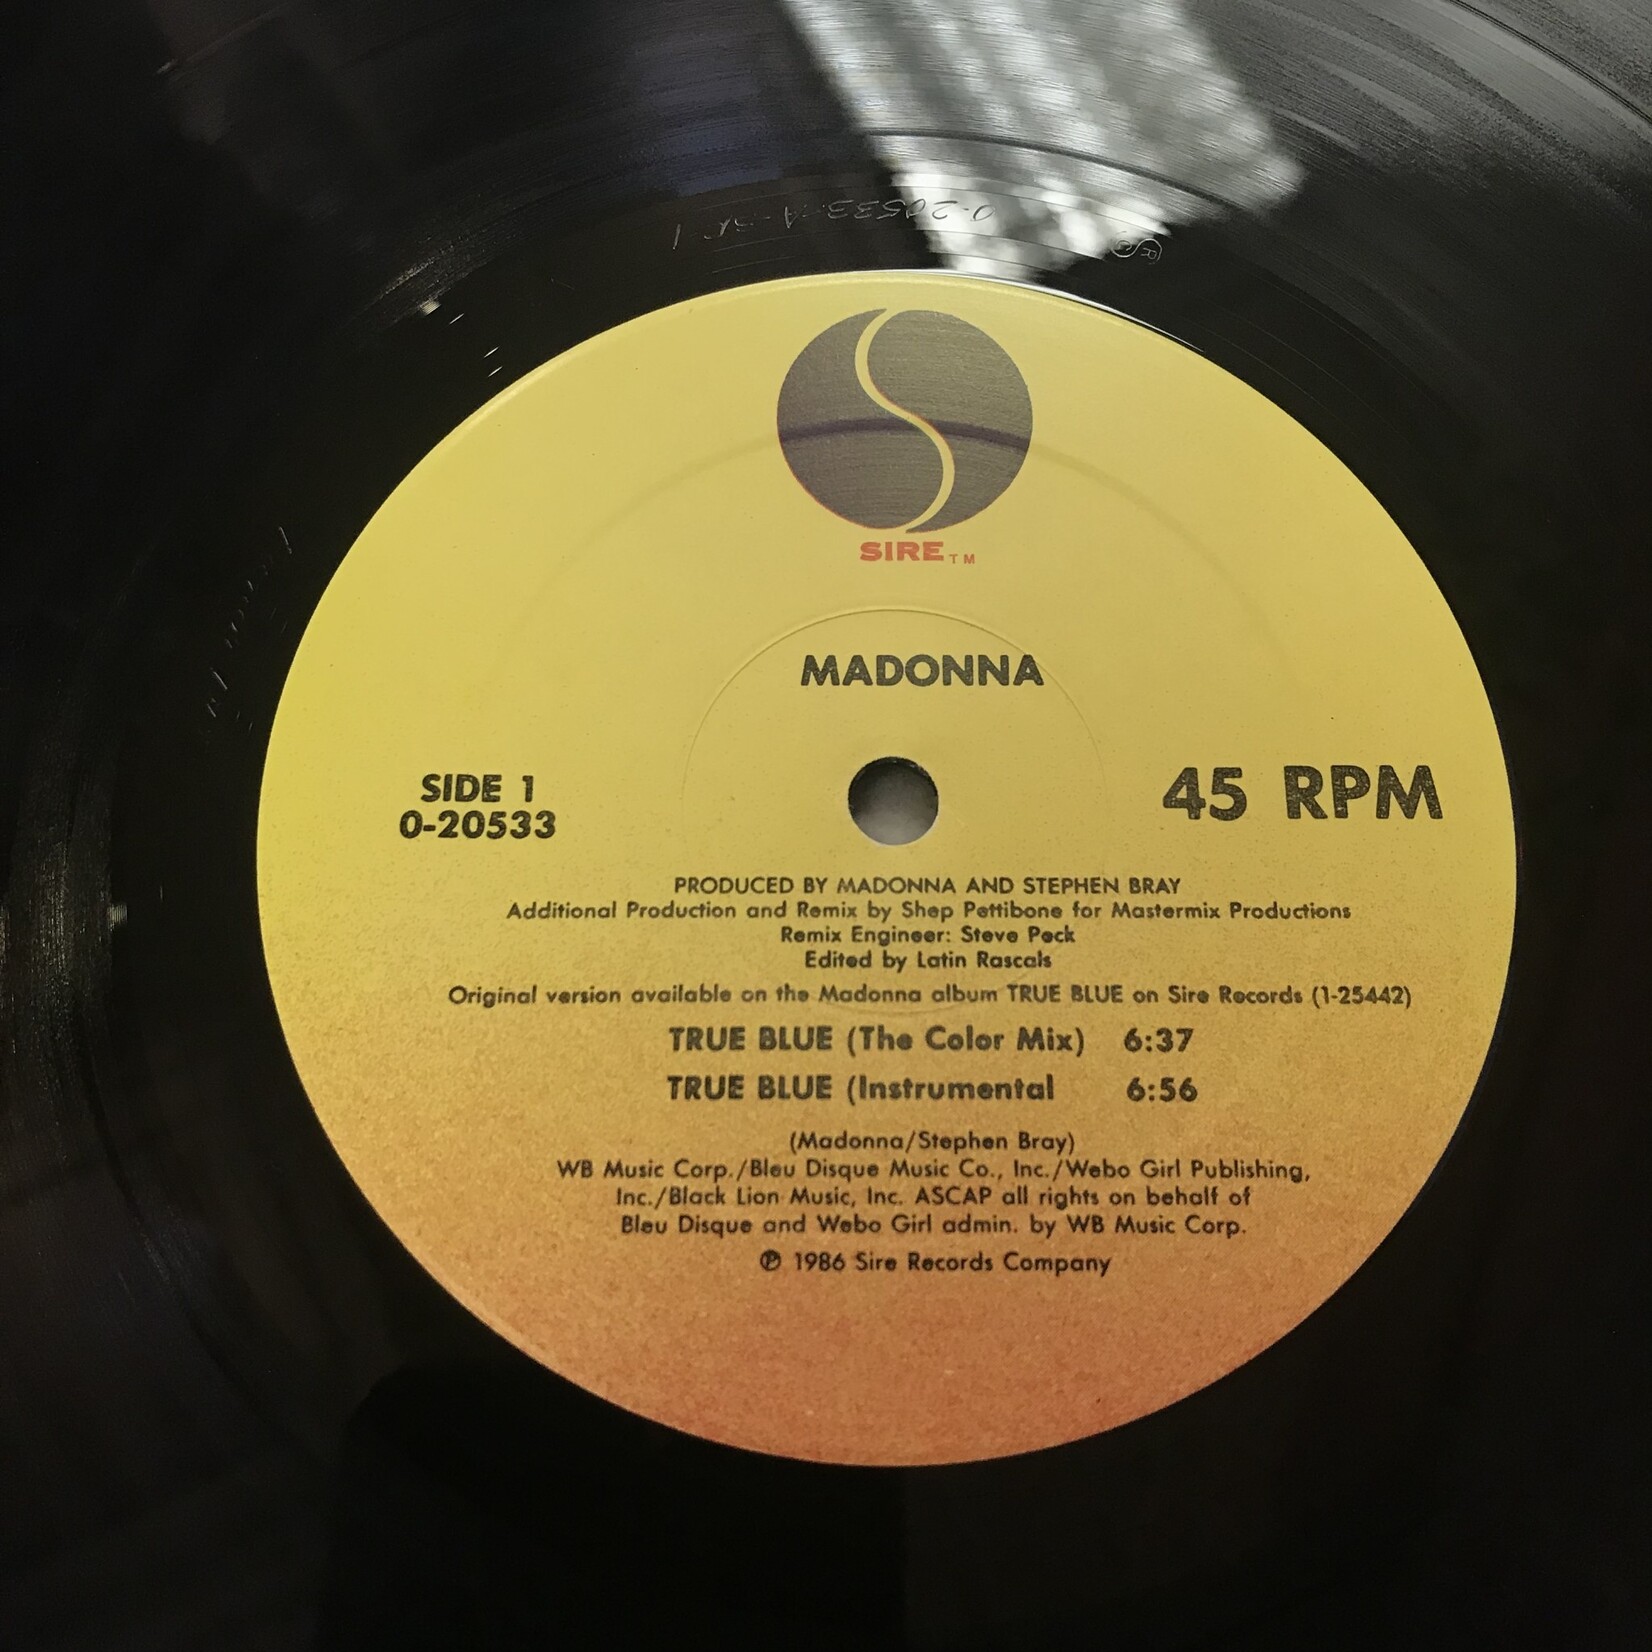 0-20533-A-SR1
SIRE TM
MADONNA
SIDE 1
0-20533
45 RPM
PRODUCED BY MADONNA AND STEPHEN BRAY
Additional Production and Remix by Shep Pettibone for Mastermix Productions
Remix Engineer: Steve Peck
Edited by Latin Rascals
Original version available on the Madonna album TRUE BLUE on Sire Records (1-25442)
TRUE BLUE (The Color Mix) 6:37
TRUE BLUE (Instrumental 6:56
(Madonna/Stephen Bray)
WB Music Corp./Bleu Disque Music Co., Inc./Webo Girl Publishing,
Inc./Black Lion Music, Inc. ASCAP all rights on behalf of
Bleu Disque and Webo Girl admin. by WB Music Corp.
℗ 1986 Sire Records Company